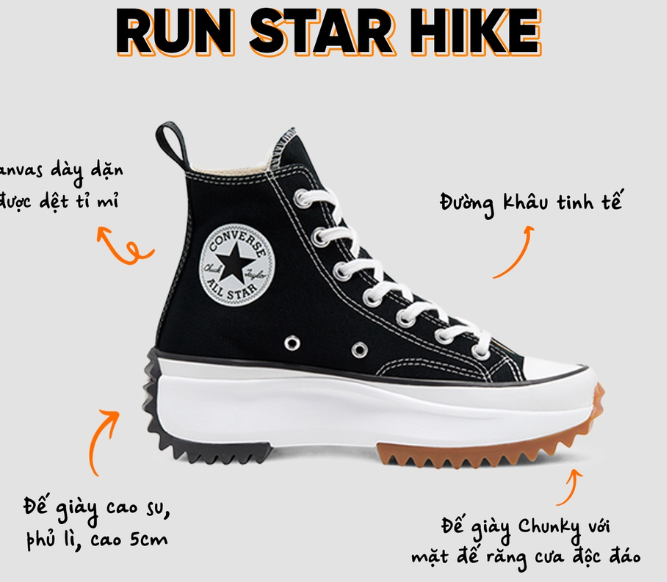 RUN STAR HIKE
anvas dày dặn
được dệt tỉ mỉ
Đường khâu tinh tế
CONVERSE
Chuck Taylor
ALL STAR
Đế giày cao su,
phủ lì, cao 5cm
Đế giày Chunky với
mặt đế răng cưa độc đáo